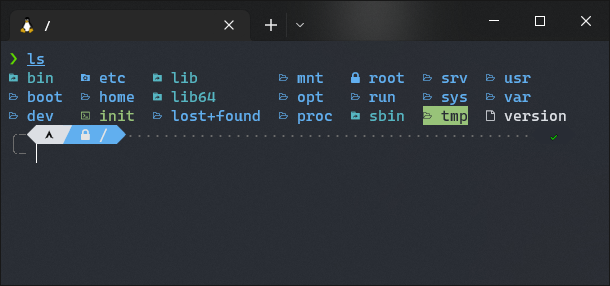 /
❯ ls
bin etc lib mnt root srv usr
boot home lib64 opt run sys var
dev init lost+found proc sbin tmp version
/